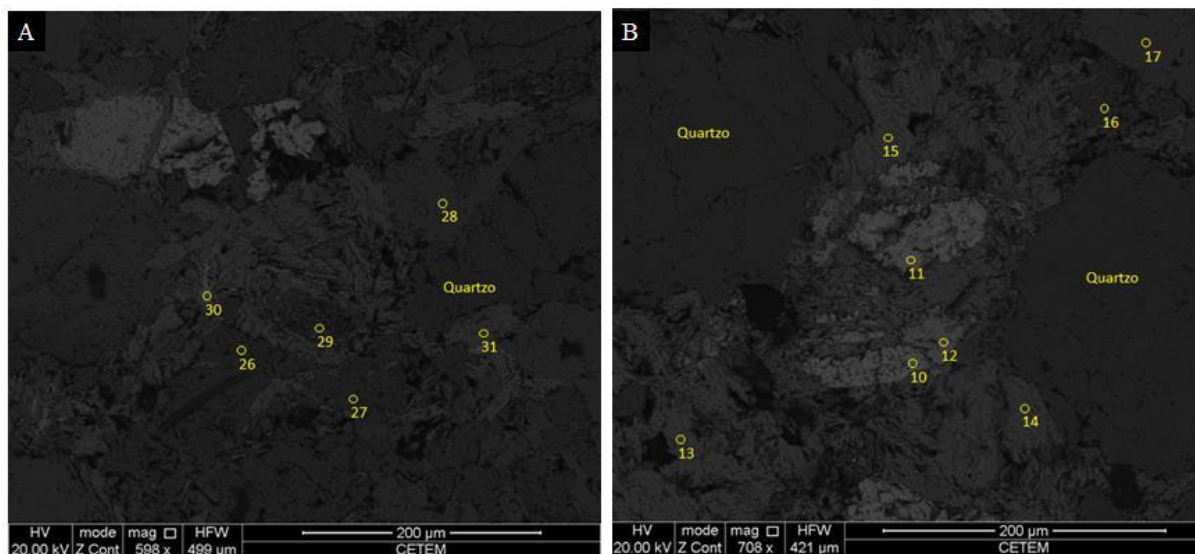 A
28
Quartzo
30
29
31
26
27
HV mode mag HFW 200 µm
20.00 kV Z Cont 598 x 499 µm CETEM
B
17
16
Quartzo
15
11
Quartzo
12
10
14
13
HV mode mag HFW 200 µm
20.00 kV Z Cont 708 x 421 µm CETEM